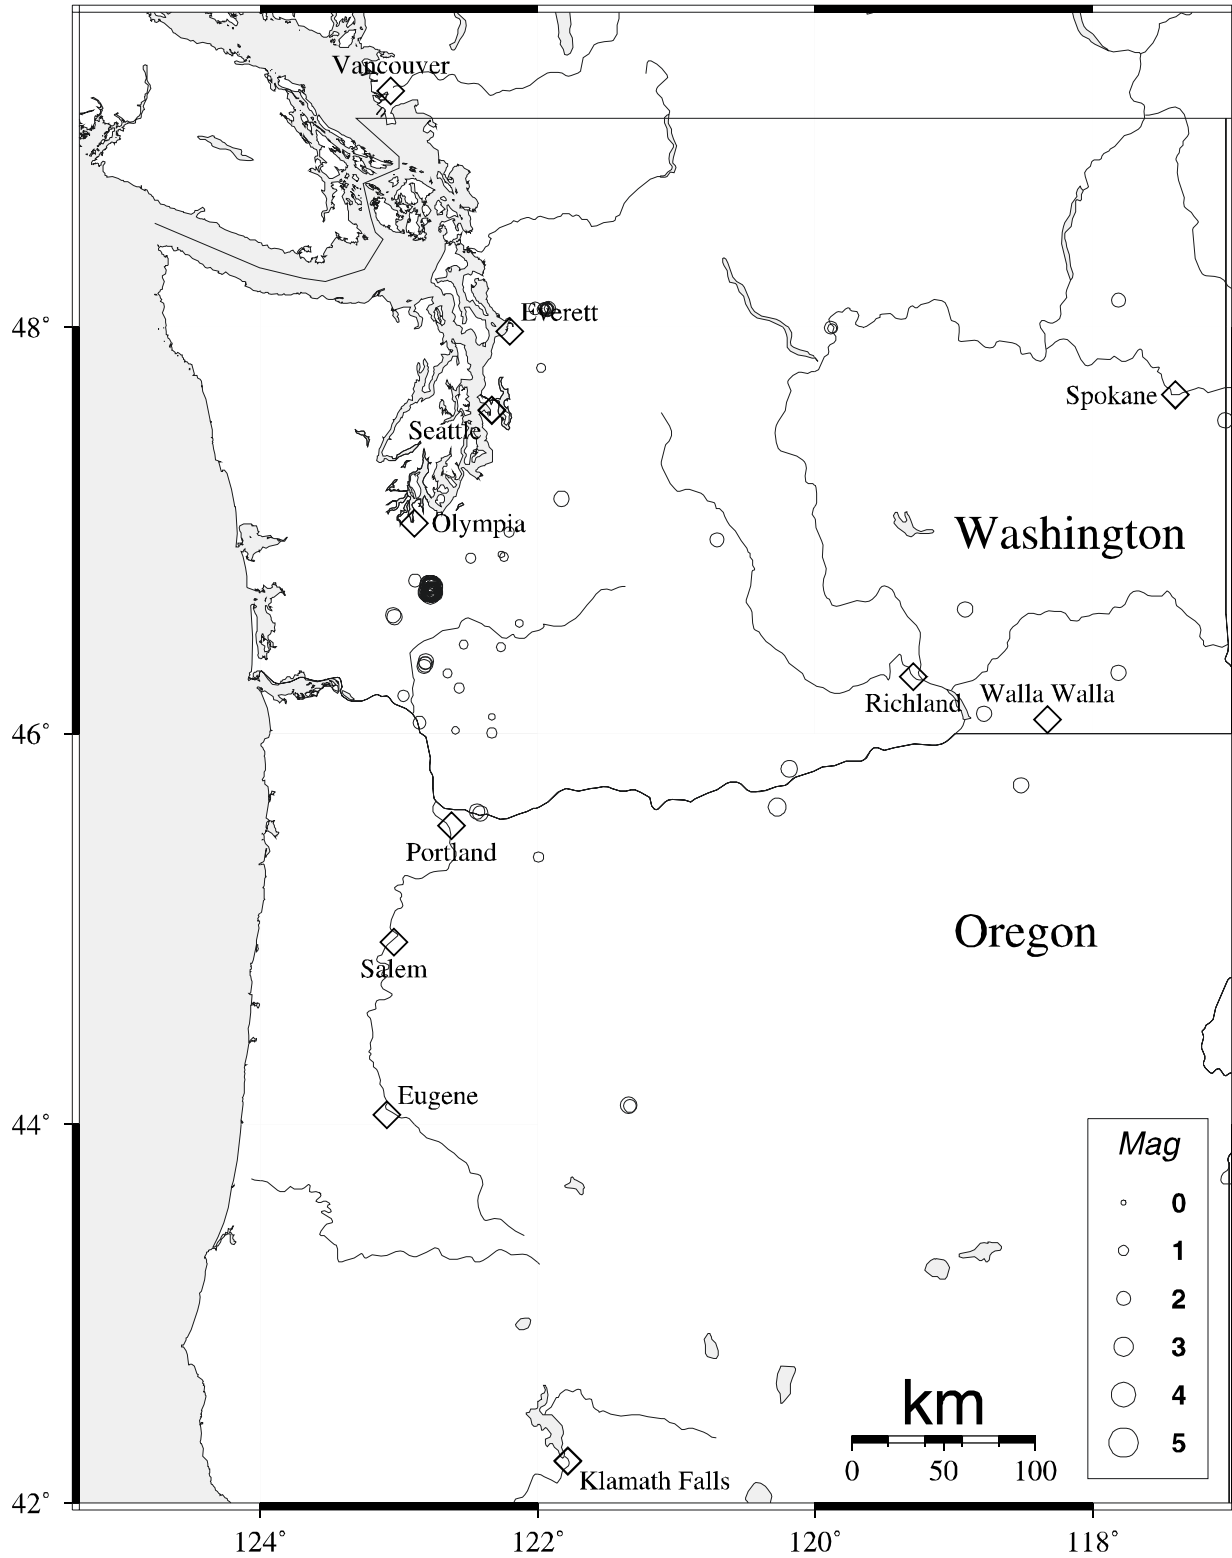 Vancouver
Everett
48°
Spokane
Seattle
Olympia
Washington
Richland
Walla Walla
46°
Portland
Oregon
Salem
Eugene
44°
Mag
0
1
2
3
4
5
km
0 50 100
Klamath Falls
42°
124° 122° 120° 118°